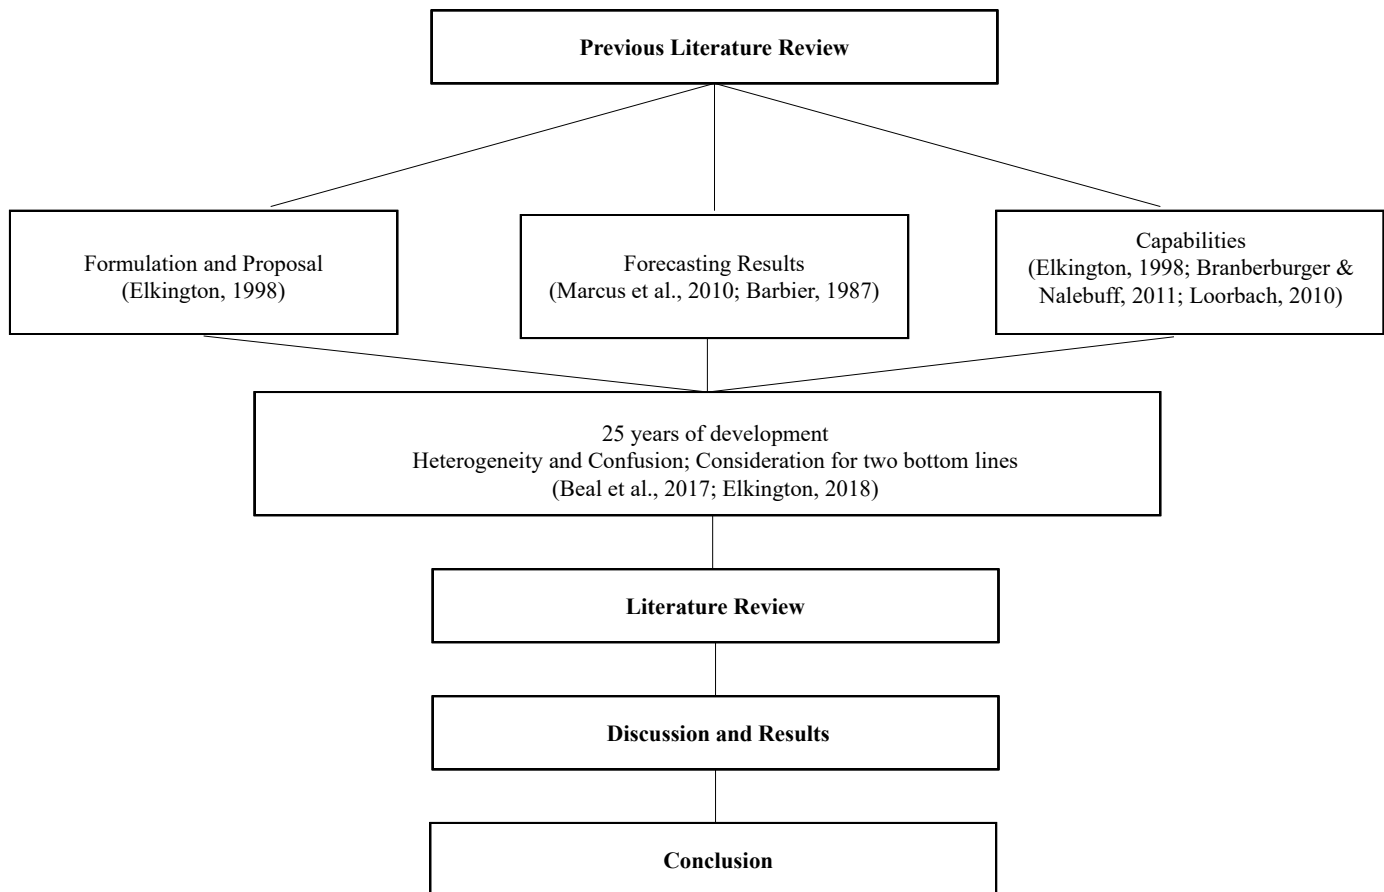 Previous Literature Review
Formulation and Proposal
(Elkington, 1998)
Forecasting Results
(Marcus et al., 2010; Barbier, 1987)
Capabilities
(Elkington, 1998; Branberburger &
Nalebuff, 2011; Loorbach, 2010)
25 years of development
Heterogeneity and Confusion; Consideration for two bottom lines
(Beal et al., 2017; Elkington, 2018)
Literature Review
Discussion and Results
Conclusion